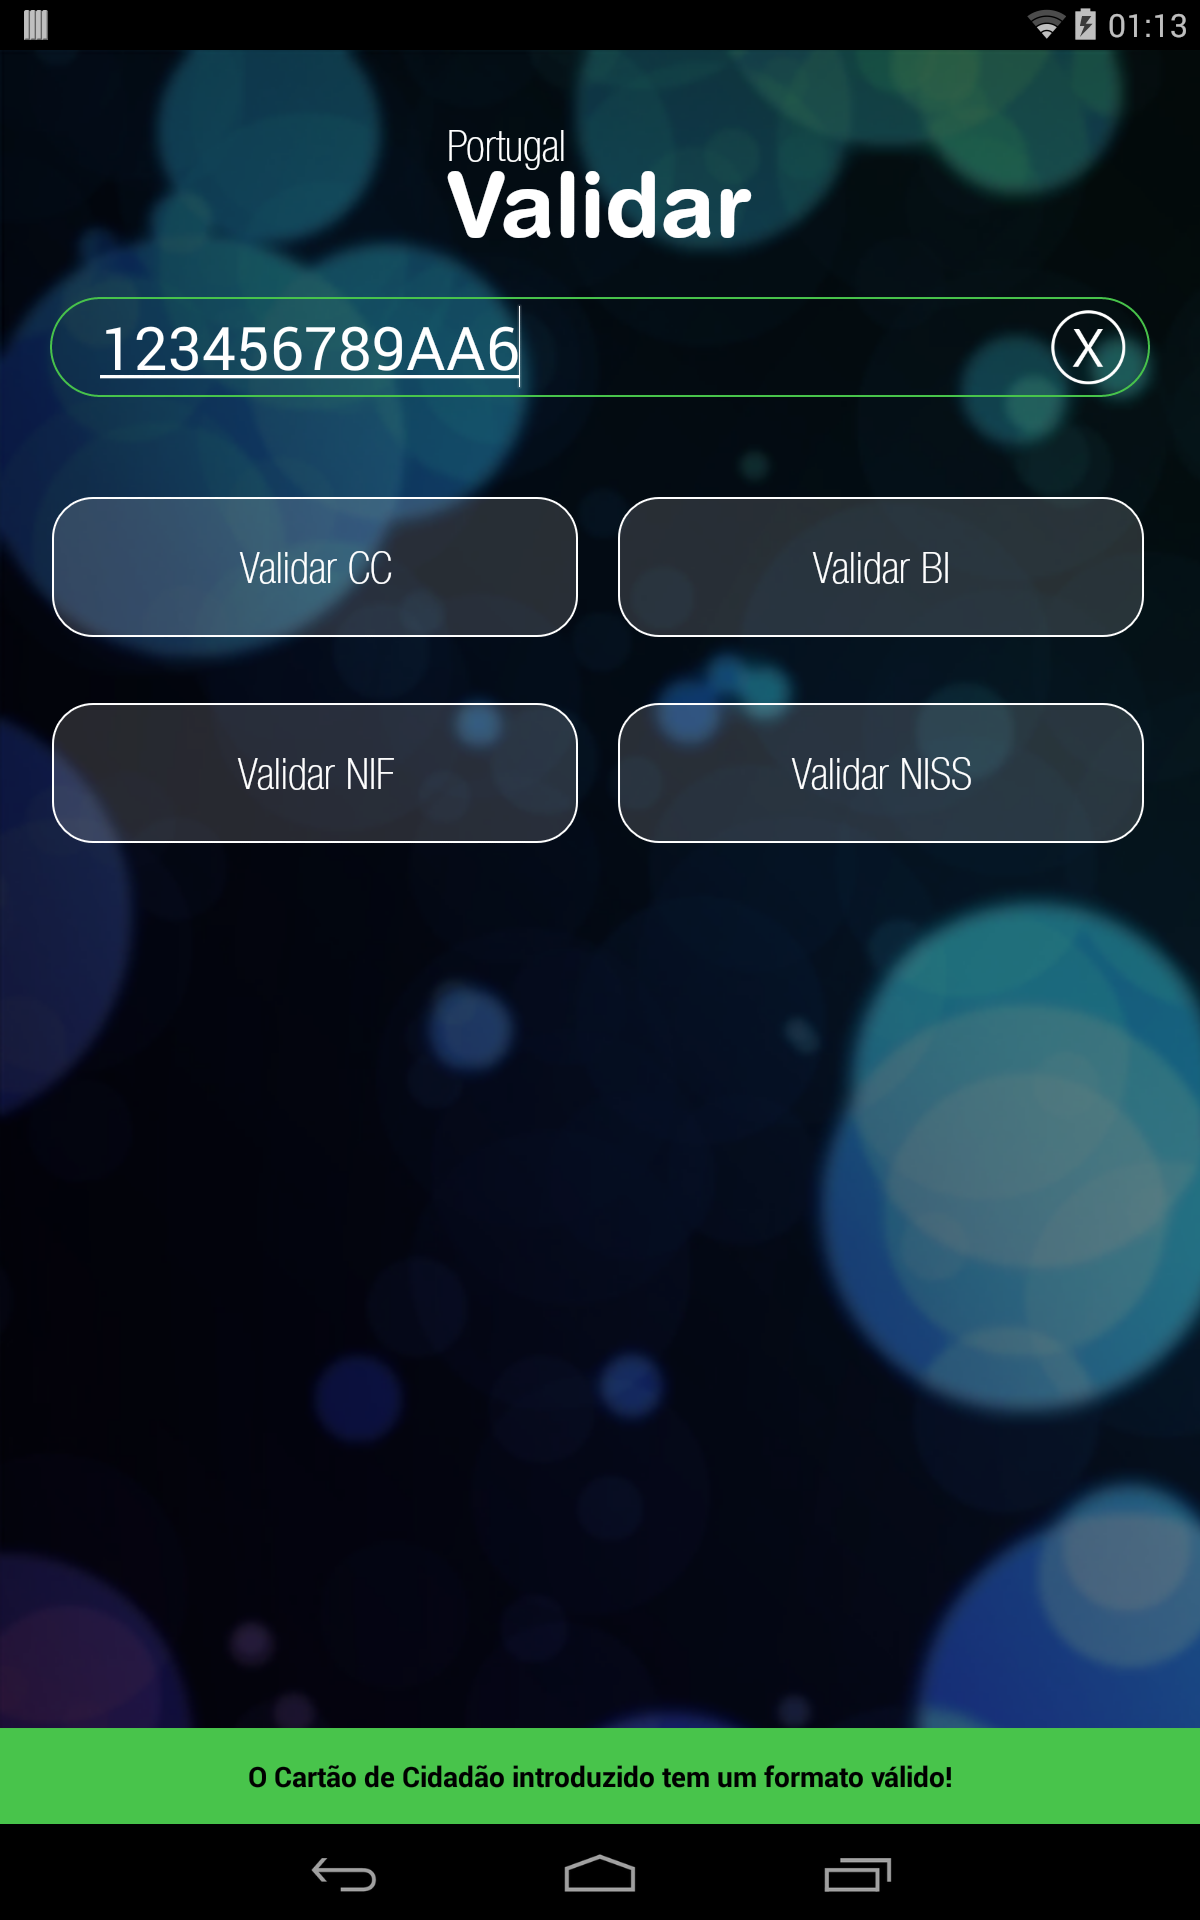 01:13
Portugal
Validar
123456789AA6
X
Validar CC
Validar BI
Validar NIF
Validar NISS
O Cartão de Cidadão introduzido tem um formato válido!